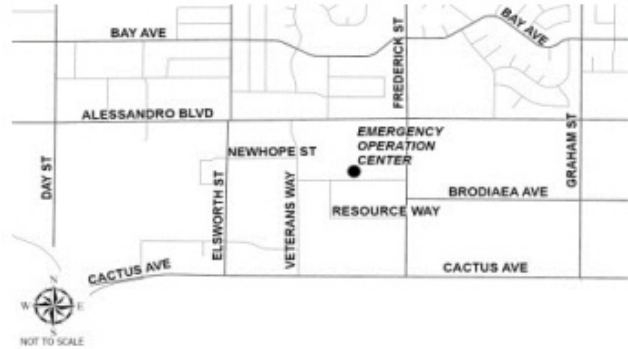 BAY AVE
BAY AVE
FREDERICK ST
ALESSANDRO BLVD
EMERGENCY
OPERATION
CENTER
NEWHOPE ST
GRAHAM ST
DAY ST
ELSWORTH ST
VETERANS WAY
BRODIAEA AVE
RESOURCE WAY
CACTUS AVE
CACTUS AVE
N
W E
S
NOT TO SCALE